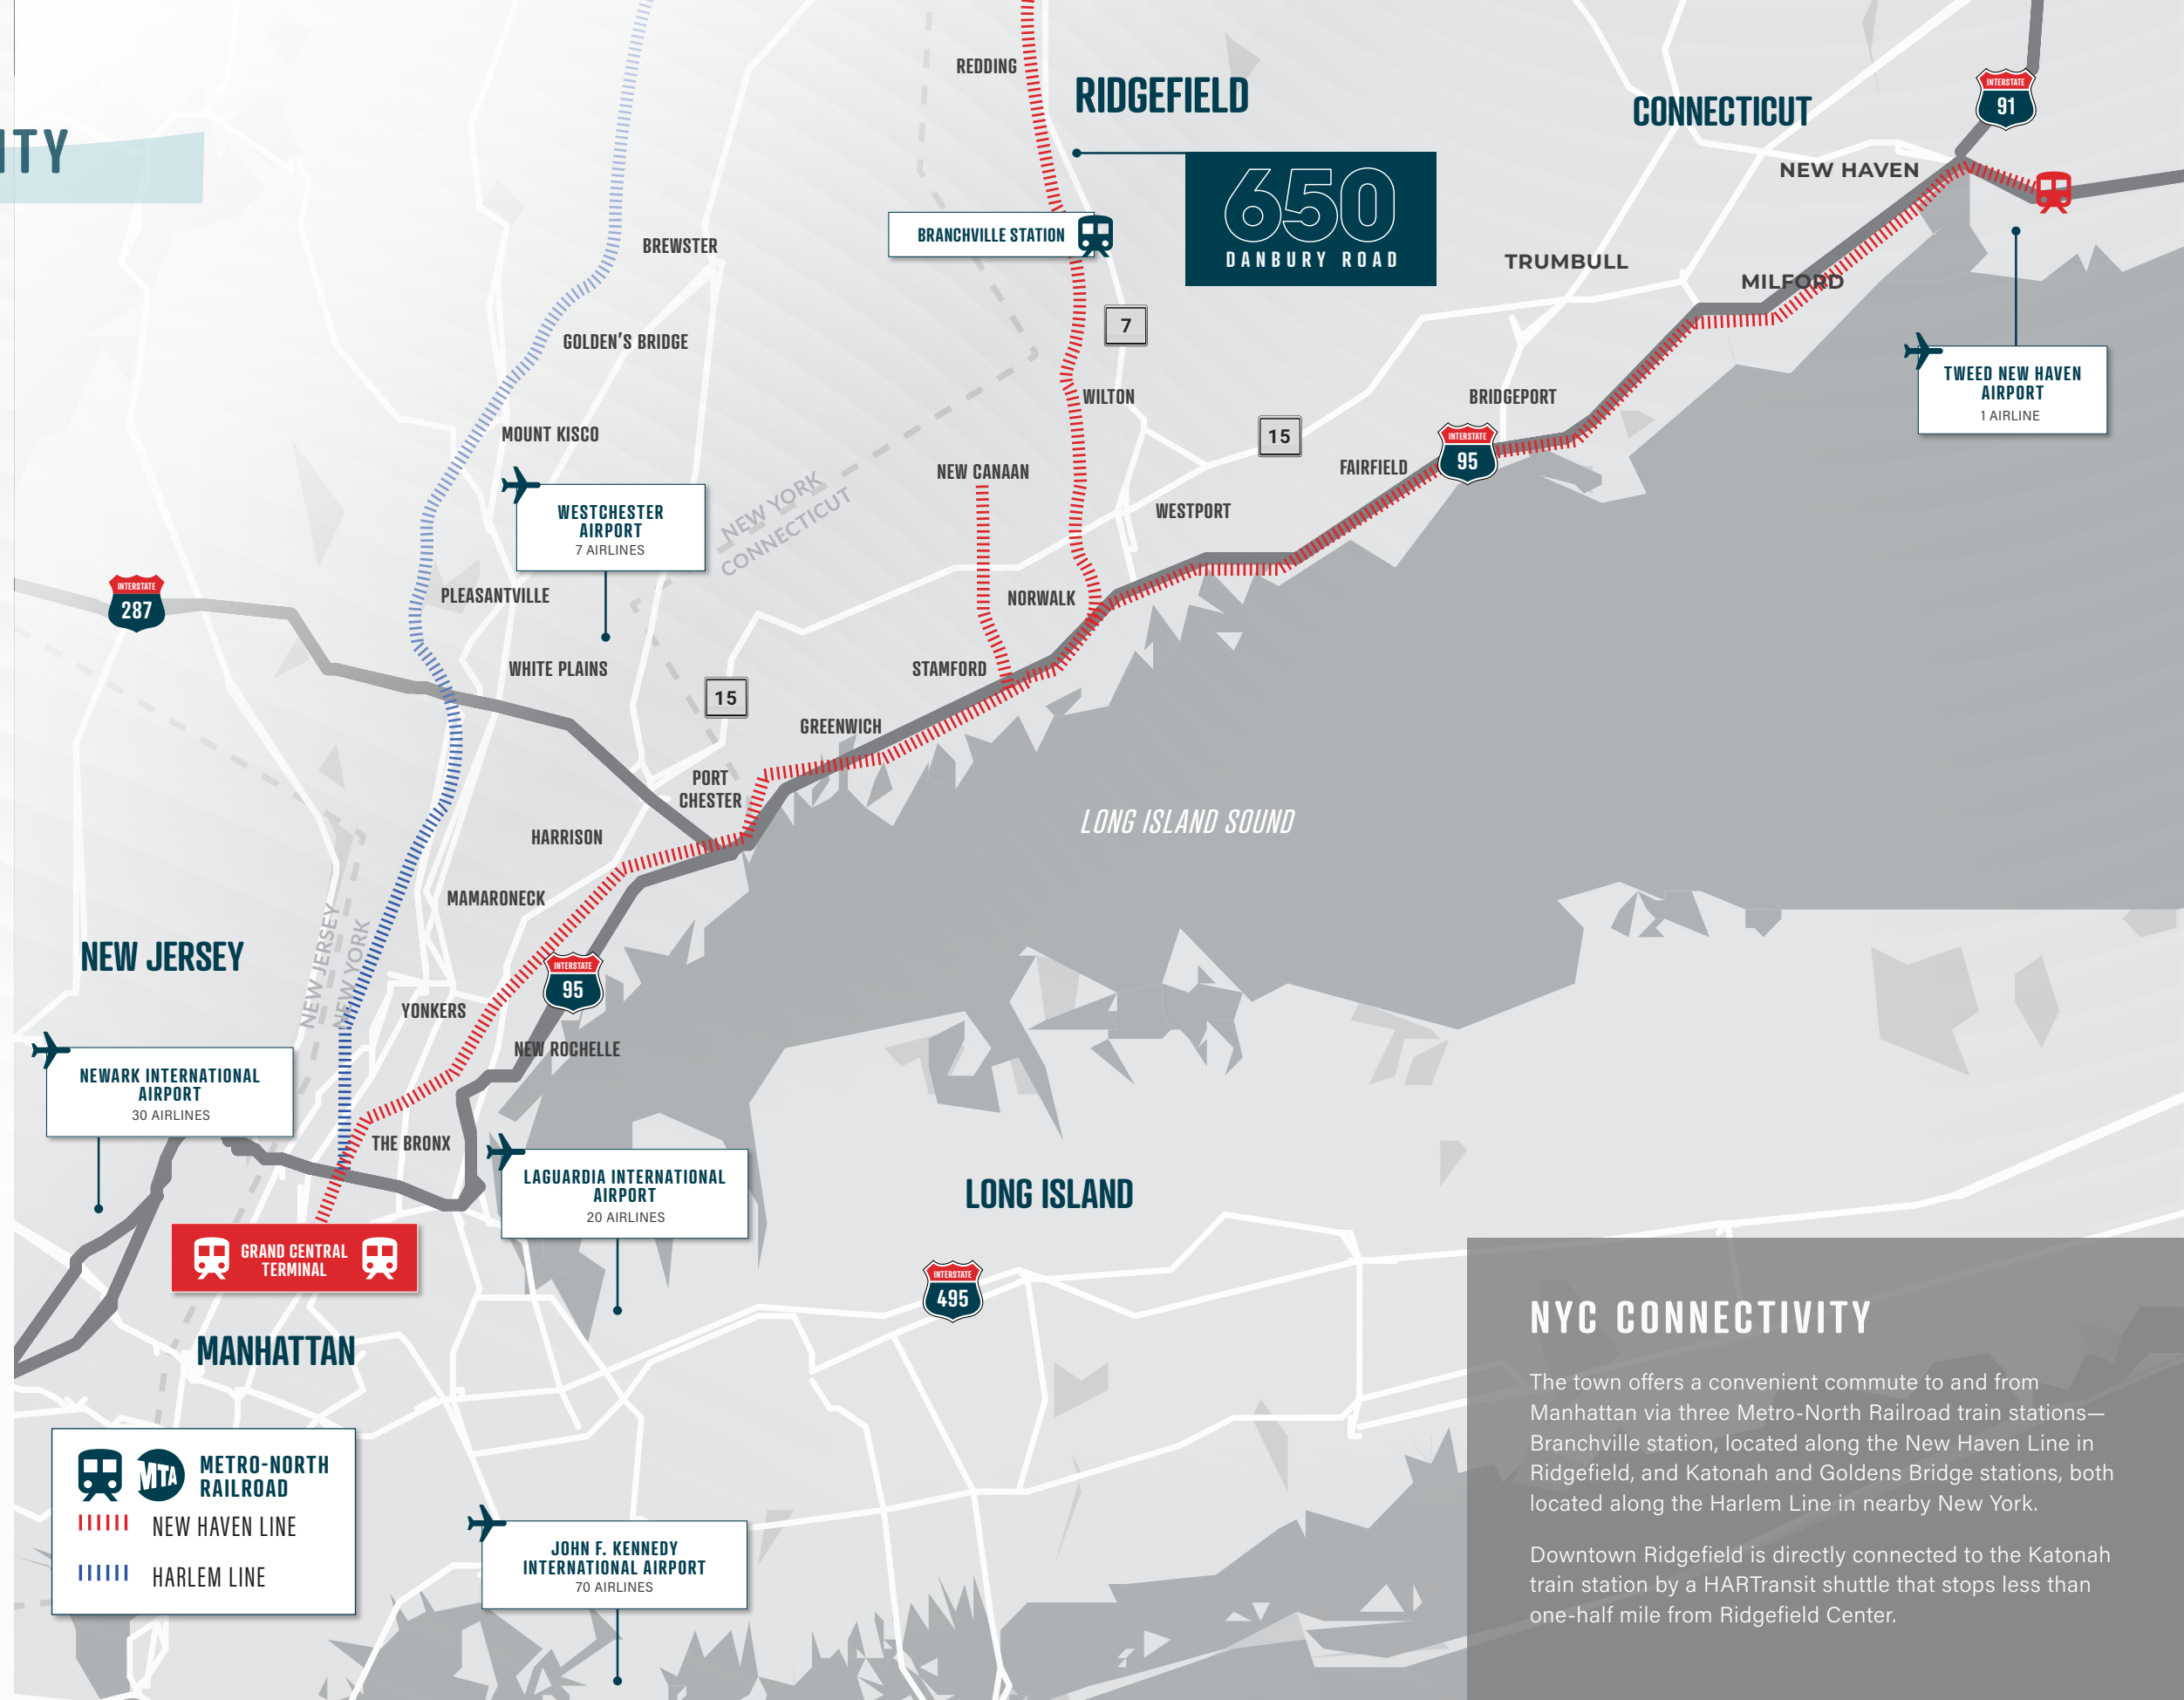 ITY
REDDING
RIDGEFIELD
CONNECTICUT
INTERSTATE
91
650
DANBURY ROAD
NEW HAVEN
BRANCHVILLE STATION
BREWSTER
TRUMBULL
MILFORD
7
GOLDEN'S BRIDGE
TWEED NEW HAVEN
AIRPORT
1 AIRLINE
WILTON
BRIDGEPORT
MOUNT KISCO
15
INTERSTATE
95
FAIRFIELD
NEW CANAAN
NEW YORK
CONNECTICUT
WESTCHESTER
AIRPORT
7 AIRLINES
WESTPORT
INTERSTATE
287
PLEASANTVILLE
NORWALK
WHITE PLAINS
STAMFORD
15
GREENWICH
PORT
CHESTER
LONG ISLAND SOUND
HARRISON
MAMARONECK
NEW JERSEY
NEW JERSEY
NEW YORK
INTERSTATE
95
YONKERS
NEW ROCHELLE
NEWARK INTERNATIONAL
AIRPORT
30 AIRLINES
THE BRONX
LAGUARDIA INTERNATIONAL
AIRPORT
20 AIRLINES
LONG ISLAND
GRAND CENTRAL
TERMINAL
INTERSTATE
495
MANHATTAN
METRO-NORTH
RAILROAD
MTA
NEW HAVEN LINE
HARLEM LINE
JOHN F. KENNEDY
INTERNATIONAL AIRPORT
70 AIRLINES
NYC CONNECTIVITY
The town offers a convenient commute to and from
Manhattan via three Metro-North Railroad train stations—
Branchville station, located along the New Haven Line in
Ridgefield, and Katonah and Goldens Bridge stations, both
located along the Harlem Line in nearby New York.
Downtown Ridgefield is directly connected to the Katonah
train station by a HARTransit shuttle that stops less than
one-half mile from Ridgefield Center.